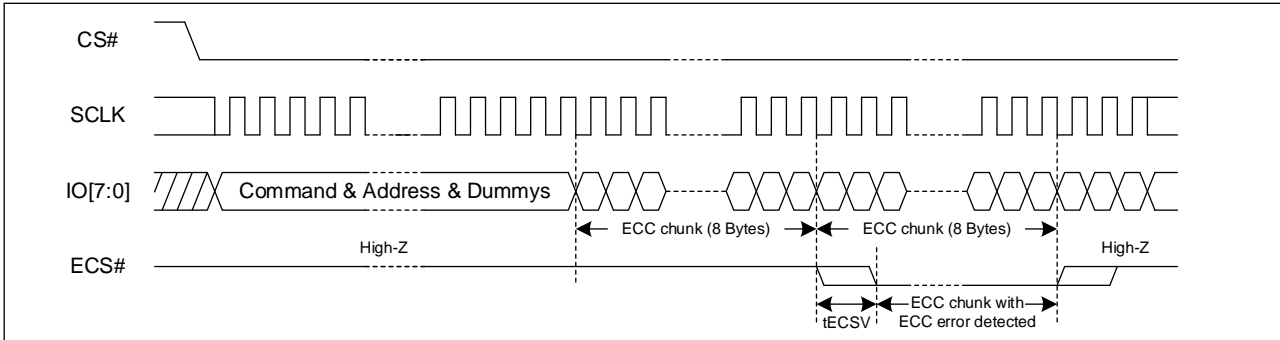 CS#
SCLK
IO[7:0]
Command & Address & Dummys
ECC chunk (8 Bytes)
ECC chunk (8 Bytes)
High-Z
High-Z
ECS#
tECSV
ECC chunk with
ECC error detected